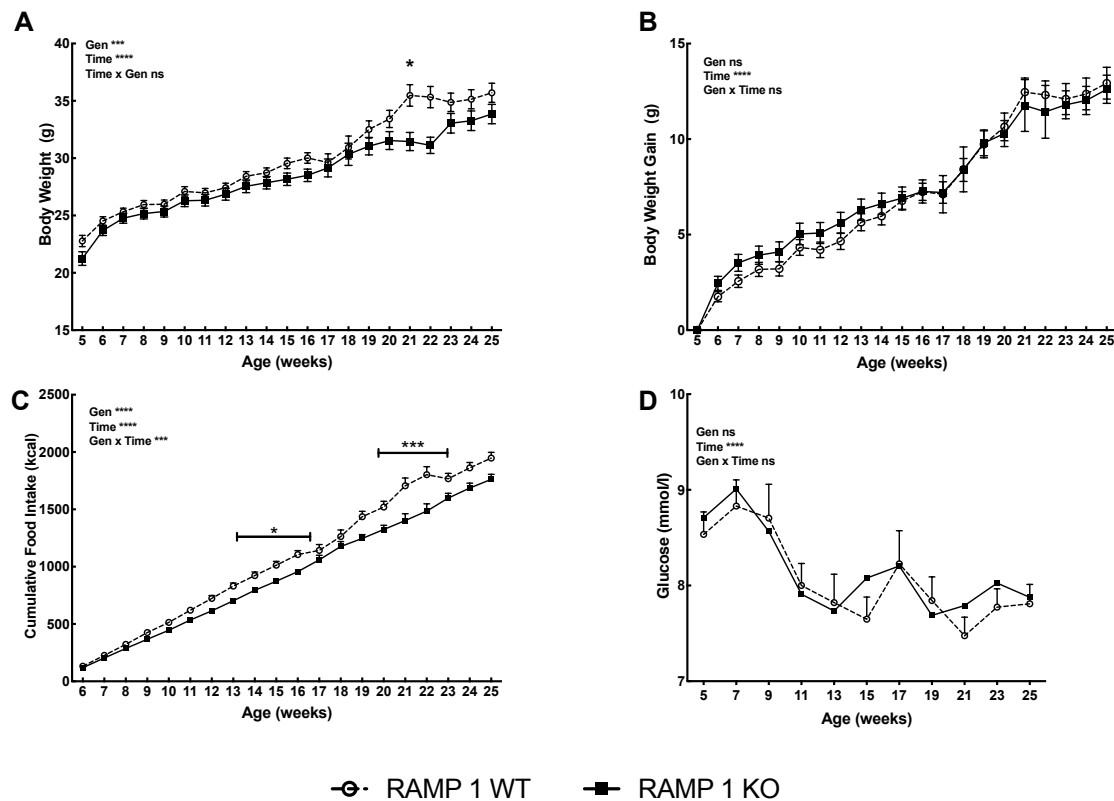 A
Gen ***
Time ****
Time x Gen ns
*
Body Weight (g)
40
35
30
25
20
15
5 6 7 8 9 10 11 12 13 14 15 16 17 18 19 20 21 22 23 24 25
Age (weeks)
B
Gen ns
Time ****
Gen x Time ns
Body Weight Gain (g)
15
10
5
0
5 6 7 8 9 10 11 12 13 14 15 16 17 18 19 20 21 22 23 24 25
Age (weeks)
C
Gen ****
Time ****
Gen x Time ***
*
***
Cumulative Food Intake (kcal)
2500
2000
1500
1000
500
0
6 7 8 9 10 11 12 13 14 15 16 17 18 19 20 21 22 23 24 25
Age (weeks)
D
Gen ns
Time ****
Gen x Time ns
Glucose (mmol/l)
10
9
8
7
5 7 9 11 13 15 17 19 21 23 25
Age (weeks)
RAMP 1 WT
RAMP 1 KO